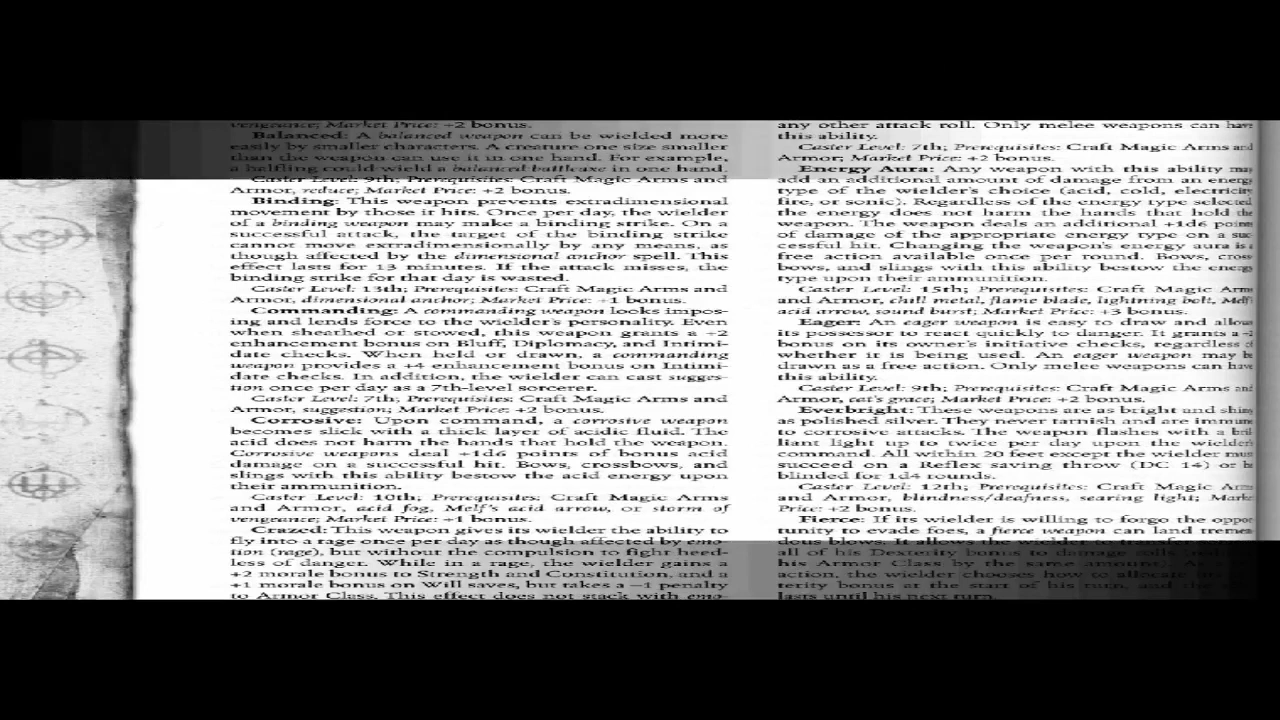 vengeance; Market Price: +2 bonus.
Balanced: A balanced weapon can be wielded more
easily by smaller characters. A creature one size smaller
than the weapon can use it in one hand. For example,
a halfling could wield a balanced battleaxe in one hand.
Caster Level: 9th; Prerequisites: Craft Magic Arms and
Armor, reduce; Market Price: +2 bonus.
Binding: This weapon prevents extradimensional
movement by those it hits. Once per day, the wielder
of a binding weapon may make a binding strike. On a
successful attack, the target of the binding strike
cannot move extradimensionally by any means, as
though affected by the dimensional anchor spell. This
effect lasts for 13 minutes. If the attack misses, the
binding strike for that day is wasted.
Caster Level: 13th; Prerequisites: Craft Magic Arms and
Armor, dimensional anchor; Market Price: +1 bonus.
Commanding: A commanding weapon looks impos-
ing and lends force to the wielder's personality. Even
when sheathed or stowed, this weapon grants a +2
enhancement bonus on Bluff, Diplomacy, and Intimi-
date checks. When held or drawn, a commanding
weapon provides a +4 enhancement bonus on Intimi-
date checks. In addition, the wielder can cast sugges-
tion once per day as a 7th-level sorcerer.
Caster Level: 7th; Prerequisites: Craft Magic Arms and
Armor, suggestion; Market Price: +2 bonus.
Corrosive: Upon command, a corrosive weapon
becomes slick with a thick layer of acidic fluid. The
acid does not harm the hands that hold the weapon.
Corrosive weapons deal +1d6 points of bonus acid
damage on a successful hit. Bows, crossbows, and
slings with this ability bestow the acid energy upon
their ammunition.
Caster Level: 10th; Prerequisites: Craft Magic Arms
and Armor, acid fog, Melf's acid arrow, or storm of
vengeance; Market Price: +1 bonus.
Crazed: This weapon gives its wielder the ability to
fly into a rage once per day as though affected by emo-
tion (rage), but without the compulsion to fight heed-
less of danger. While in a rage, the wielder gains a
+2 morale bonus to Strength and Constitution, and a
+1 morale bonus on Will saves, but takes a –1 penalty
to Armor Class. This effect does not stack with emo-
any other attack roll. Only melee weapons can have
this ability.
Caster Level: 7th; Prerequisites: Craft Magic Arms and
Armor; Market Price: +2 bonus.
Energy Aura: Any weapon with this ability may
add an additional amount of damage from an energy
type of the wielder's choice (acid, cold, electricity
fire, or sonic). Regardless of the energy type selected
the energy does not harm the hands that hold the
weapon. The weapon deals an additional +1d6 points
of damage of the appropriate energy type on a suc-
cessful hit. Changing the weapon's energy aura is a
free action available once per round. Bows, cross
bows, and slings with this ability bestow the energy
type upon their ammunition.
Caster Level: 15th; Prerequisites: Craft Magic Arms
and Armor, chill metal, flame blade, lightning bolt, Melf
acid arrow, sound burst; Market Price: +3 bonus.
Eager: An eager weapon is easy to draw and allow
its possessor to react quickly to danger. It grants a +2
bonus on its owner's initiative checks, regardless of
whether it is being used. An eager weapon may be
drawn as a free action. Only melee weapons can have
this ability.
Caster Level: 9th; Prerequisites: Craft Magic Arms and
Armor, cat's grace; Market Price: +2 bonus.
Everbright: These weapons are as bright and shiny
as polished silver. They never tarnish and are immune
to corrosive attacks. The weapon flashes with a bril-
liant light up to twice per day upon the wielder
command. All within 20 feet except the wielder must
succeed on a Reflex saving throw (DC 14) or be
blinded for 1d4 rounds.
Caster Level: 12th; Prerequisites: Craft Magic Arms
and Armor, blindness/deafness, searing light; Market
Price: +2 bonus.
Fierce: If its wielder is willing to forgo the oppor
tunity to evade foes, a fierce weapon can land tremen
dous blows. It allows the wielder to transfer
all of his Dexterity bonus to damage rolls
his Armor Class by the same amount).
action, the wielder chooses how to allocate
terity bonus at the start of his turn, and the
lasts until his next turn.